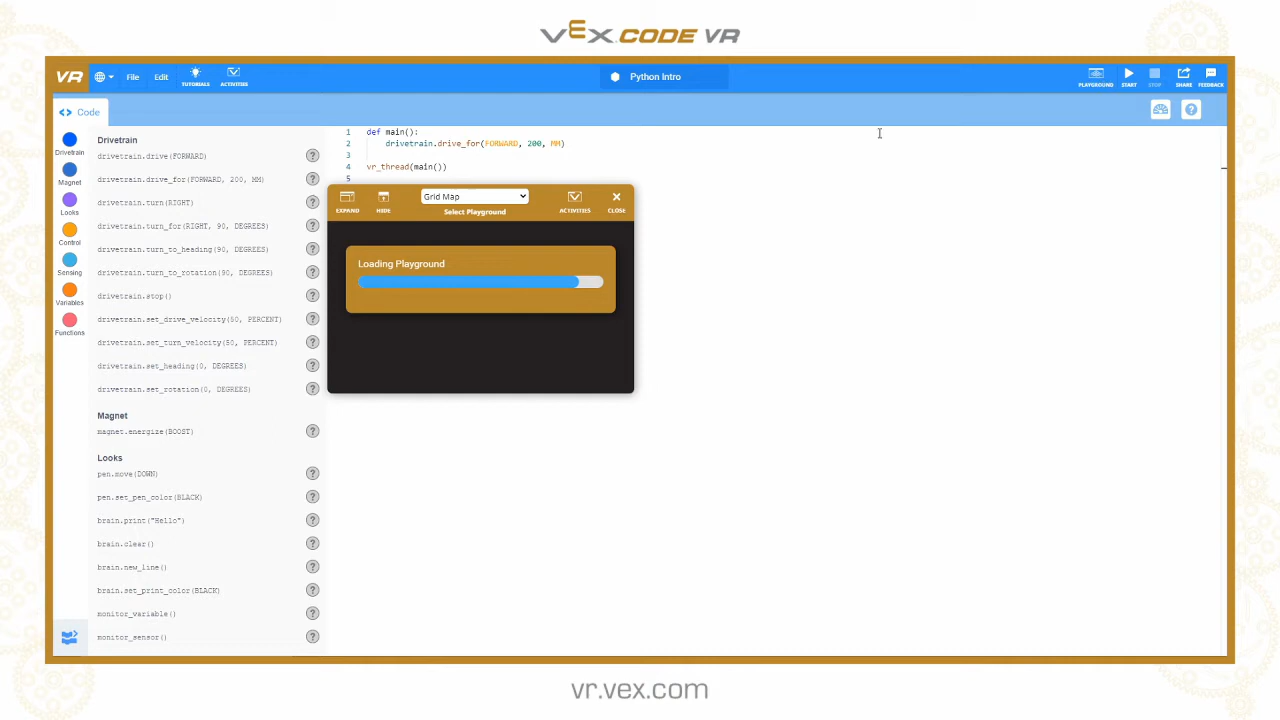 VEX CODE VR
VR
File
Edit
TUTORIALS
ACTIVITIES
Python Intro
PLAYGROUND
START
STOP
SHARE
FEEDBACK
<> Code
?
Drivetrain
Magnet
Looks
Control
Sensing
Variables
Functions
Drivetrain
drivetrain.drive(FORWARD) ?
drivetrain.drive_for(FORWARD, 200, MM) ?
drivetrain.turn(RIGHT) ?
drivetrain.turn_for(RIGHT, 90, DEGREES) ?
drivetrain.turn_to_heading(90, DEGREES) ?
drivetrain.turn_to_rotation(90, DEGREES) ?
drivetrain.stop() ?
drivetrain.set_drive_velocity(50, PERCENT) ?
drivetrain.set_turn_velocity(50, PERCENT) ?
drivetrain.set_heading(0, DEGREES) ?
drivetrain.set_rotation(0, DEGREES) ?
Magnet
magnet.energize(BOOST) ?
Looks
pen.move(DOWN) ?
pen.set_pen_color(BLACK) ?
brain.print("Hello") ?
brain.clear() ?
brain.new_line() ?
brain.set_print_color(BLACK) ?
monitor_variable() ?
monitor_sensor() ?
1 def main():
2 drivetrain.drive_for(FORWARD, 200, MM)
3
4 vr_thread(main())
5
EXPAND
HIDE
Grid Map
Select Playground
ACTIVITIES
CLOSE
Loading Playground
vr.vex.com